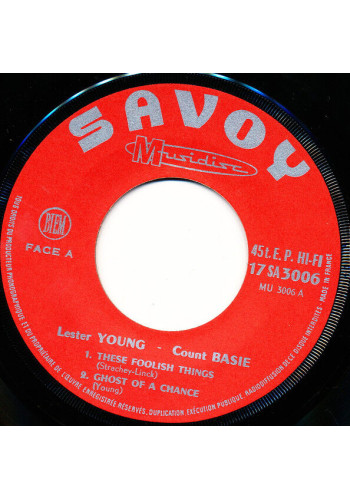 SAVOY
Musidisc
BIEM
FACE A
45 t. E. P. HI-FI
17 SA 3006
MU 3006 A
MADE IN FRANCE
Lester YOUNG - Count BASIE
1. THESE FOOLISH THINGS
(Strachey-Linck)
2. GHOST OF A CHANCE
(Young)
TOUS DROITS DU PRODUCTEUR PHONOGRAPHIQUE ET DU PROPRIÉTAIRE DE L'ŒUVRE ENREGISTRÉE RÉSERVÉS, DUPLICATION, EXÉCUTION PUBLIQUE, RADIODIFFUSION DE CE DISQUE INTERDITES